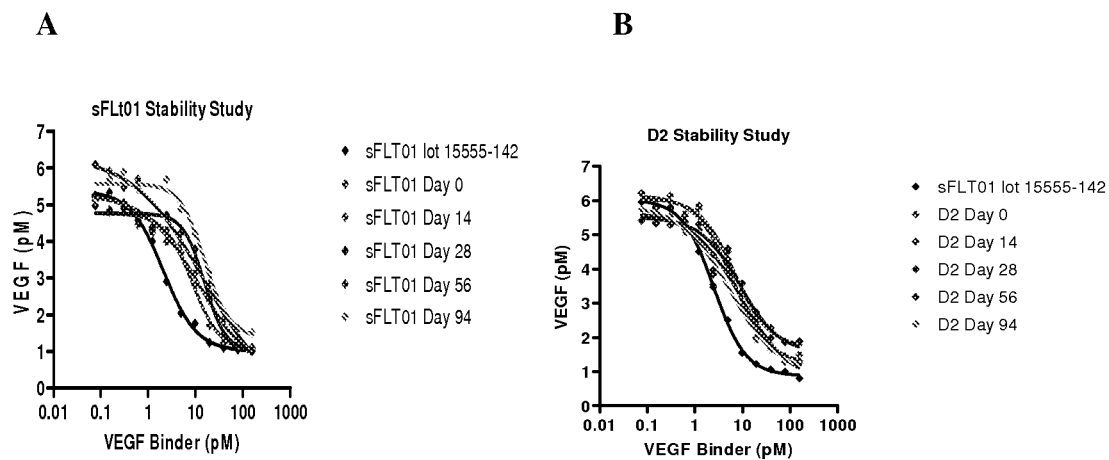 A
B
sFLt01 Stability Study
7
6
5
4
3
2
1
0
0.01 0.1 1 10 100 1000
VEGF (pM)
VEGF Binder (pM)
sFLT01 lot 15555-142
sFLT01 Day 0
sFLT01 Day 14
sFLT01 Day 28
sFLT01 Day 56
sFLT01 Day 94
D2 Stability Study
7
6
5
4
3
2
1
0
0.01 0.1 1 10 100 1000
VEGF (pM)
VEGF Binder (pM)
sFLT01 lot 15555-142
D2 Day 0
D2 Day 14
D2 Day 28
D2 Day 56
D2 Day 94